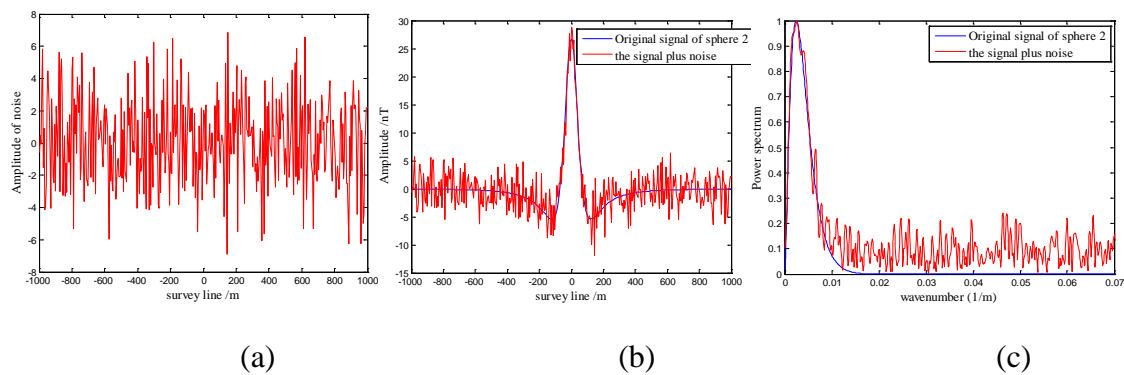 8
6
4
2
0
-2
-4
-6
-8
Amplitude of noise
-1000 -800 -600 -400 -200 0 200 400 600 800 1000
survey line /m
(a)
30
25
20
15
10
5
0
-5
-10
-15
Amplitude /nT
Original signal of sphere 2
the signal plus noise
-1000 -800 -600 -400 -200 0 200 400 600 800 1000
survey line /m
(b)
1
0.9
0.8
0.7
0.6
0.5
0.4
0.3
0.2
0.1
0
Power spectrum
Original signal of sphere 2
the signal plus noise
0 0.01 0.02 0.03 0.04 0.05 0.06 0.07
wavenumber (1/m)
(c)